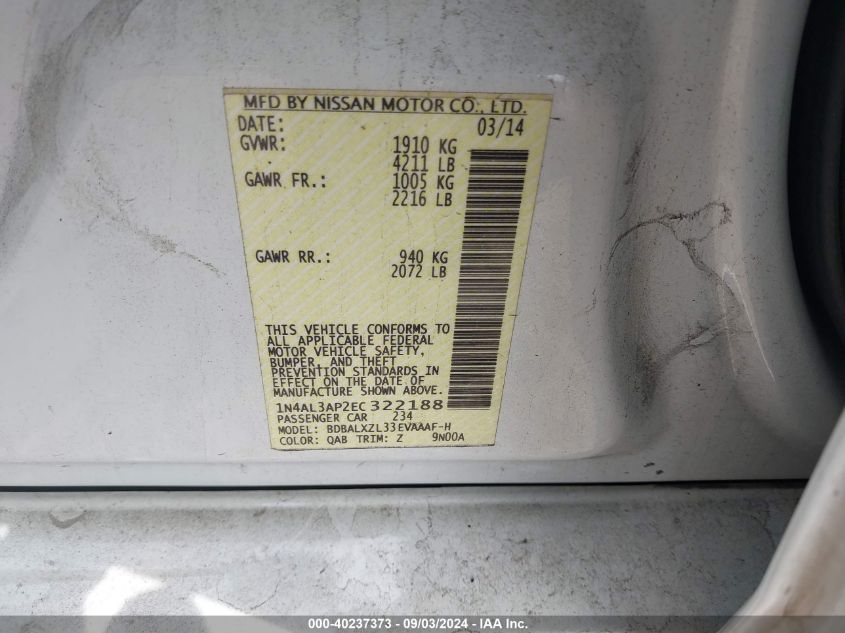 MFD BY NISSAN MOTOR CO., LTD.
DATE: 03/14
GVWR: 1910 KG
4211 LB
GAWR FR.: 1005 KG
2216 LB
GAWR RR.: 940 KG
2072 LB
THIS VEHICLE CONFORMS TO
ALL APPLICABLE FEDERAL
MOTOR VEHICLE SAFETY,
BUMPER, AND THEFT
PREVENTION STANDARDS IN
EFFECT ON THE DATE OF
MANUFACTURE SHOWN ABOVE.
1N4AL3AP2EC322188
PASSENGER CAR 234
MODEL: BDBALXZL33EVAAAF-H
COLOR: QAB TRIM: Z 9N00A
000-40237373 - 09/03/2024 - IAA Inc.